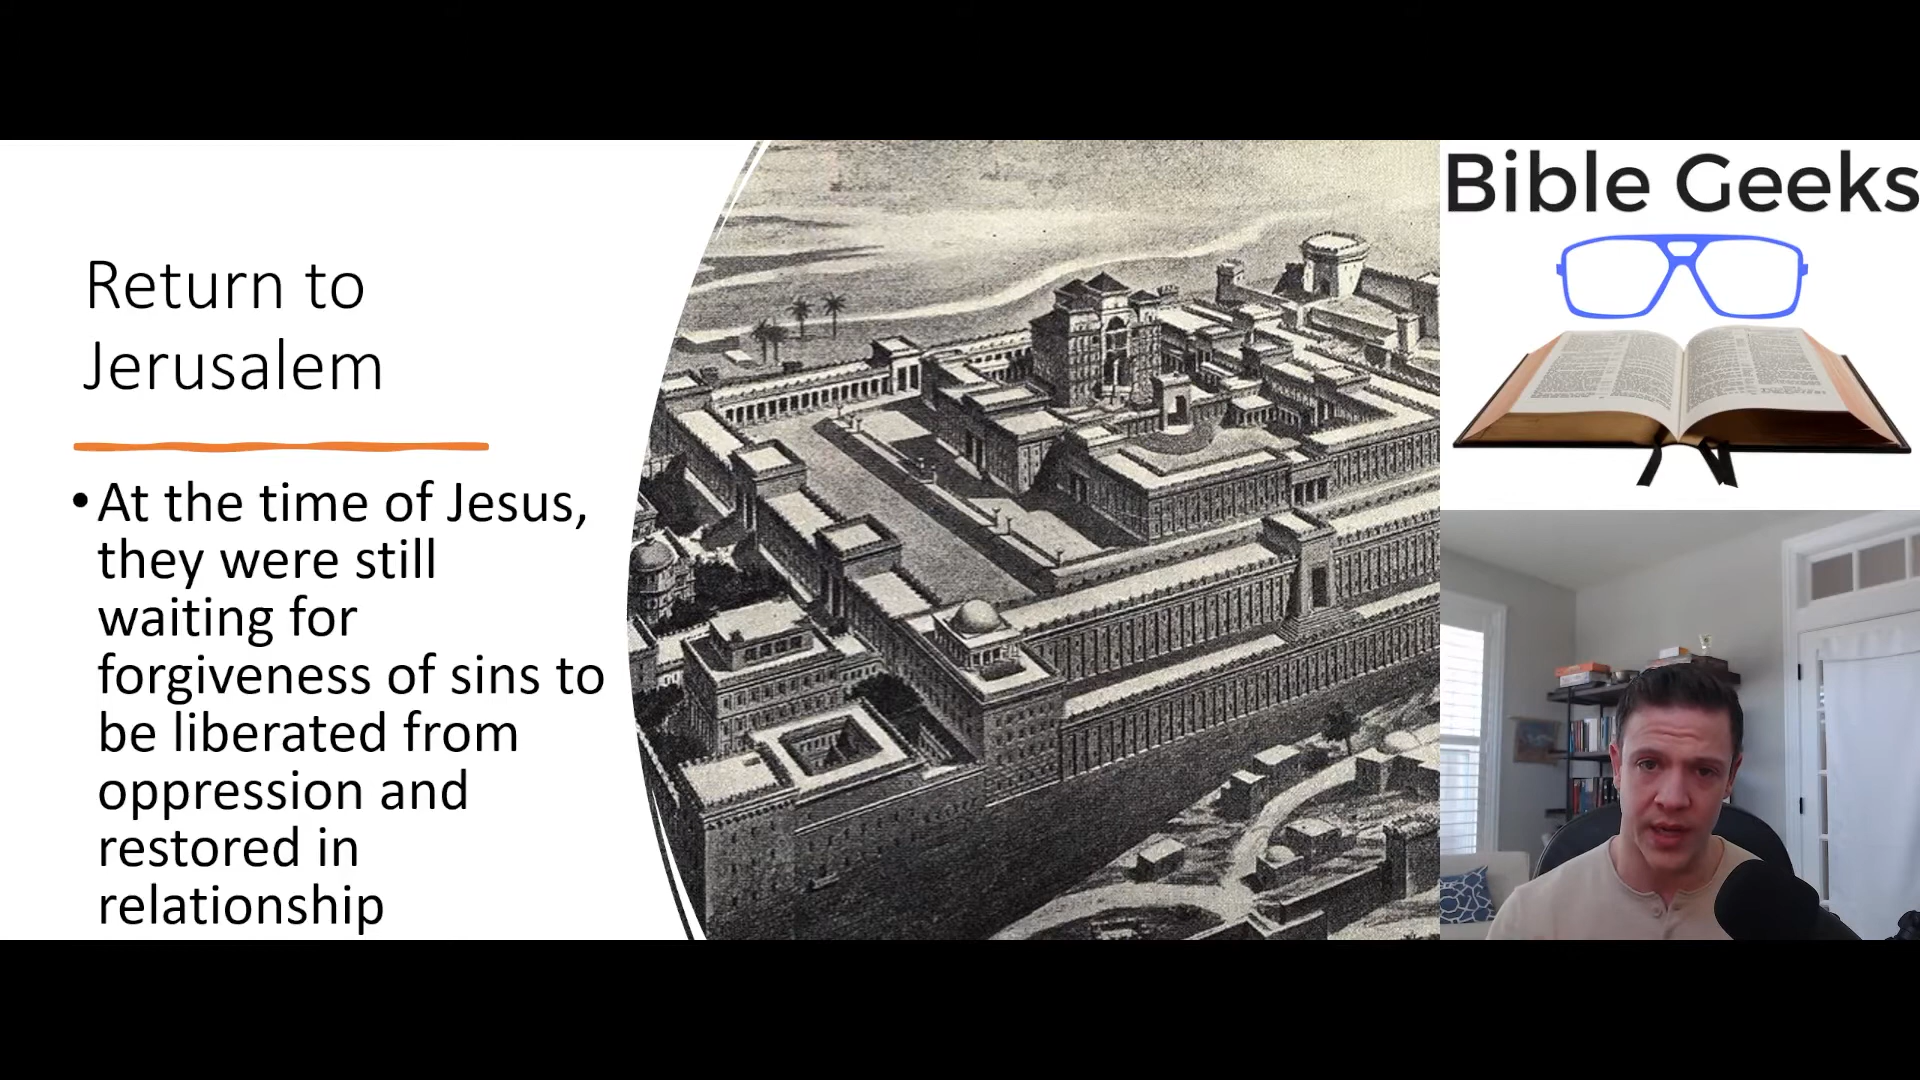 Return to
Jerusalem
• At the time of Jesus,
they were still
waiting for
forgiveness of sins to
be liberated from
oppression and
restored in
relationship
Bible Geeks